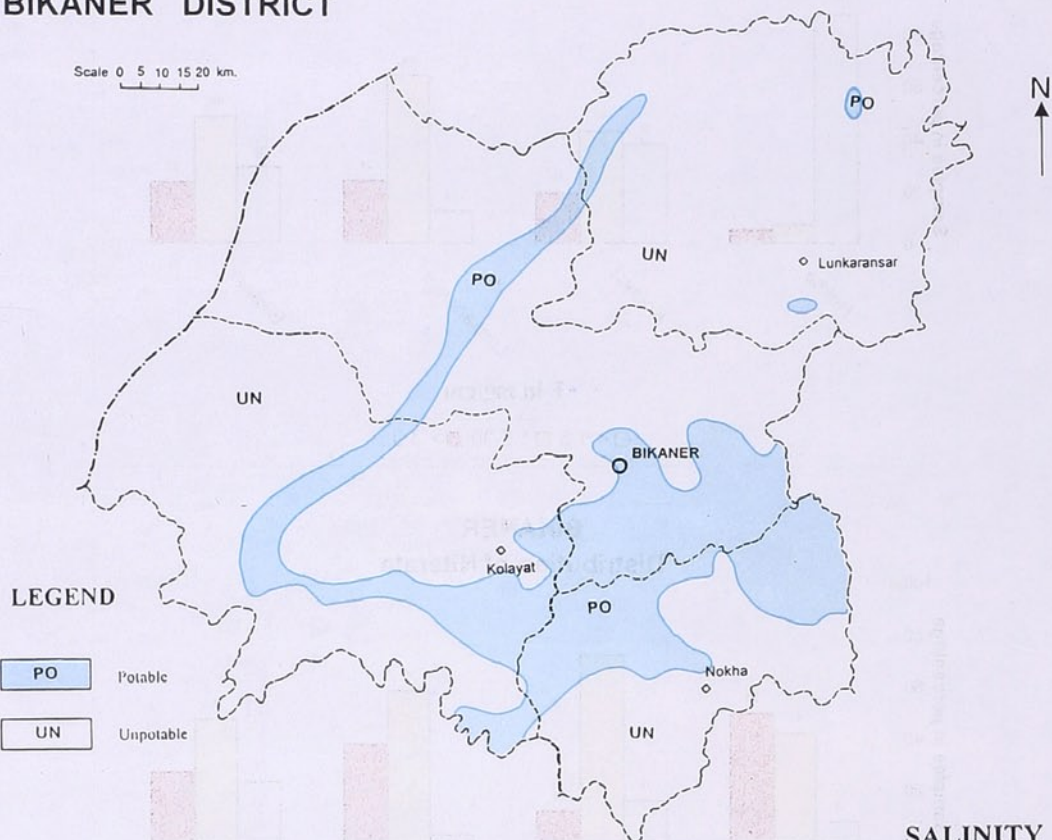 BIKANER DISTRICT
Scale 0 5 10 15 20 km.
N
PO
UN
Lunkaransar
PO
UN
BIKANER
Kolayat
LEGEND
PO
PO Potable
Nokha
UN Unpotable
UN
SALINITY